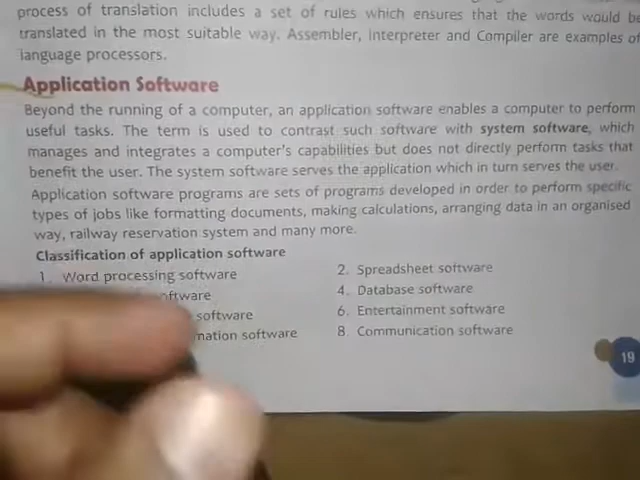 process of translation includes a set of rules which ensures that the words would be
translated in the most suitable way. Assembler, Interpreter and Compiler are examples of
language processors.
Application Software
Beyond the running of a computer, an application software enables a computer to perform
useful tasks. The term is used to contrast such software with system software, which
manages and integrates a computer's capabilities but does not directly perform tasks that
benefit the user. The system software serves the application which in turn serves the user.
Application software programs are sets of programs developed in order to perform specific
types of jobs like formatting documents, making calculations, arranging data in an organised
way, railway reservation system and many more.
Classification of application software
1. Word processing software
2. Spreadsheet software
4. Database software
software
6. Entertainment software
software
8. Communication software
19